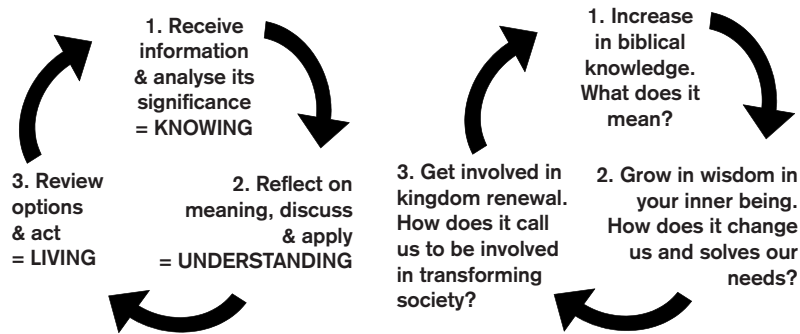 1. Receive
information
& analyse its
significance
= KNOWING
2. Reflect on
meaning, discuss
& apply
= UNDERSTANDING
3. Review
options
& act
= LIVING
1. Increase
in biblical
knowledge.
What does it
mean?
2. Grow in wisdom in
your inner being.
How does it change
us and solves our
needs?
3. Get involved in
kingdom renewal.
How does it call
us to be involved
in transforming
society?